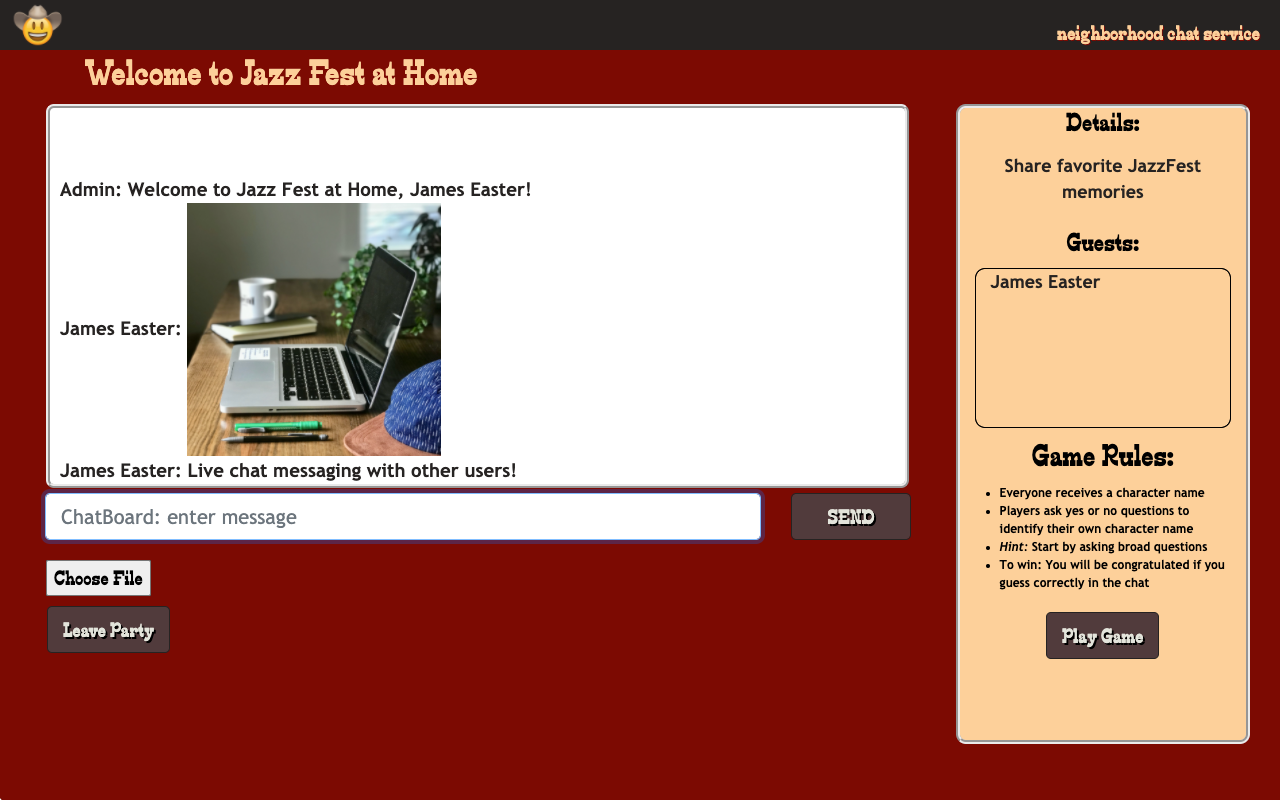 neighborhood chat service
Welcome to Jazz Fest at Home
Admin: Welcome to Jazz Fest at Home, James Easter!
James Easter:
James Easter: Live chat messaging with other users!
ChatBoard: enter message
SEND
Choose File
Leave Party
Details:
Share favorite JazzFest
memories
Guests:
James Easter
Game Rules:
• Everyone receives a character name
• Players ask yes or no questions to
identify their own character name
• Hint: Start by asking broad questions
• To win: You will be congratulated if you
guess correctly in the chat
Play Game